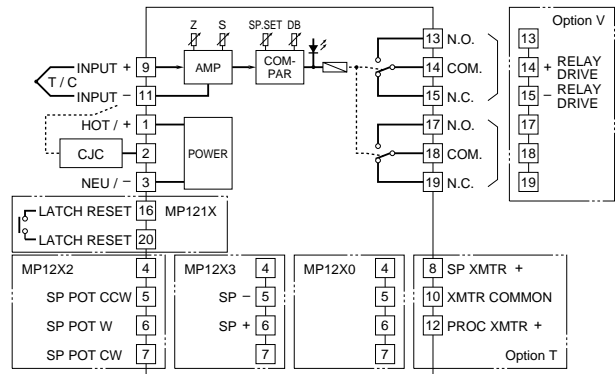 Z S SP.SET DB
Option V
INPUT + 9
AMP
COM-
PAR
T / C
INPUT – 11
13 N.O.
14 COM.
15 N.C.
13
14 + RELAY
DRIVE
15 – RELAY
DRIVE
17
18
19
HOT / + 1
CJC 2
NEU / – 3
POWER
17 N.O.
18 COM.
19 N.C.
LATCH RESET 16 MP121X
LATCH RESET 20
MP12X2 4
SP POT CCW 5
SP POT W 6
SP POT CW 7
MP12X3 4
SP – 5
SP + 6
7
MP12X0 4
5
6
7
8 SP XMTR +
10 XMTR COMMON
12 PROC XMTR +
Option T